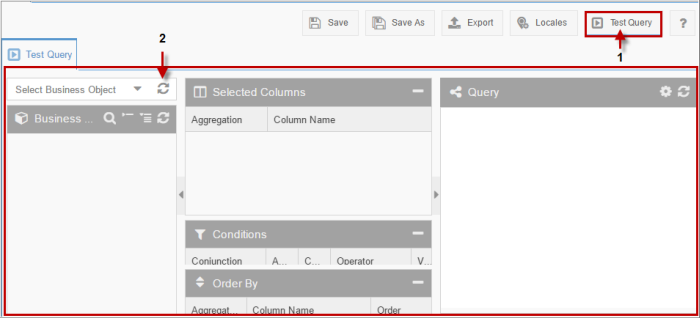 Save Save As Export Locales Test Query ?
2
1
Test Query
Select Business Object
Business ...
Selected Columns
Query
Aggregation Column Name
Conditions
Conjunction A... C... Operator V...
Order By
Aggregat... Column Name Order